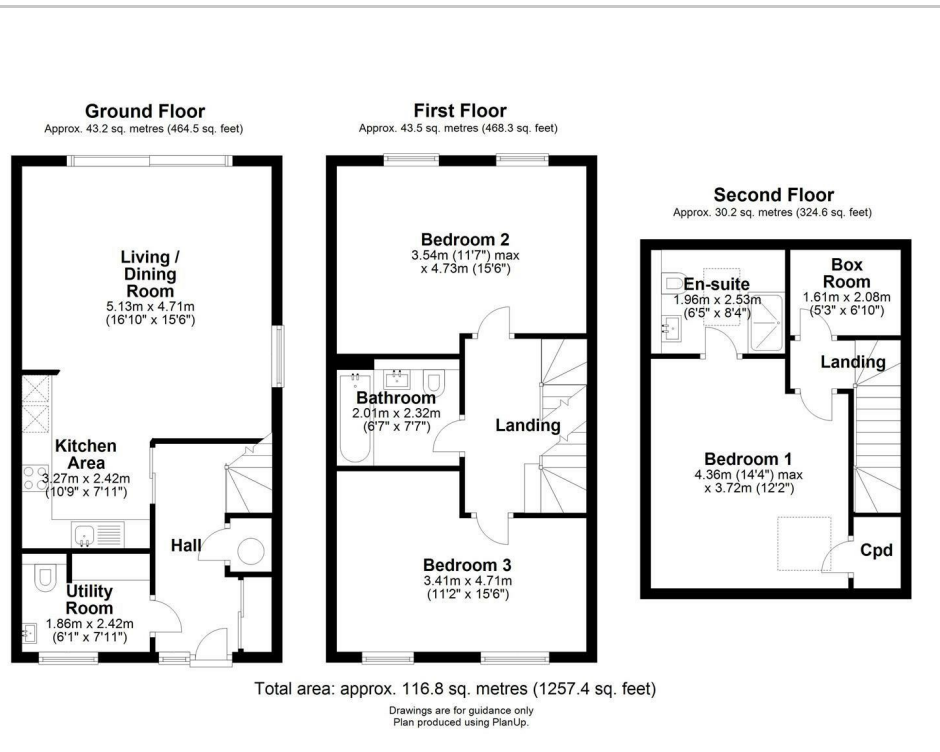 Ground Floor
Approx. 43.2 sq. metres (464.5 sq. feet)
Living /
Dining
Room
5.13m x 4.71m
(16'10" x 15'6")
Kitchen
Area
3.27m x 2.42m
(10'9" x 7'11")
Hall
Utility
Room
1.86m x 2.42m
(6'1" x 7'11")
First Floor
Approx. 43.5 sq. metres (468.3 sq. feet)
Bedroom 2
3.54m (11'7") max
x 4.73m (15'6")
Bathroom
2.01m x 2.32m
(6'7" x 7'7")
Landing
Bedroom 3
3.41m x 4.71m
(11'2" x 15'6")
Second Floor
Approx. 30.2 sq. metres (324.6 sq. feet)
En-suite
1.96m x 2.53m
(6'5" x 8'4")
Box
Room
1.61m x 2.08m
(5'3" x 6'10")
Landing
Bedroom 1
4.36m (14'4") max
x 3.72m (12'2")
Cpd
Total area: approx. 116.8 sq. metres (1257.4 sq. feet)
Drawings are for guidance only
Plan produced using PlanUp.